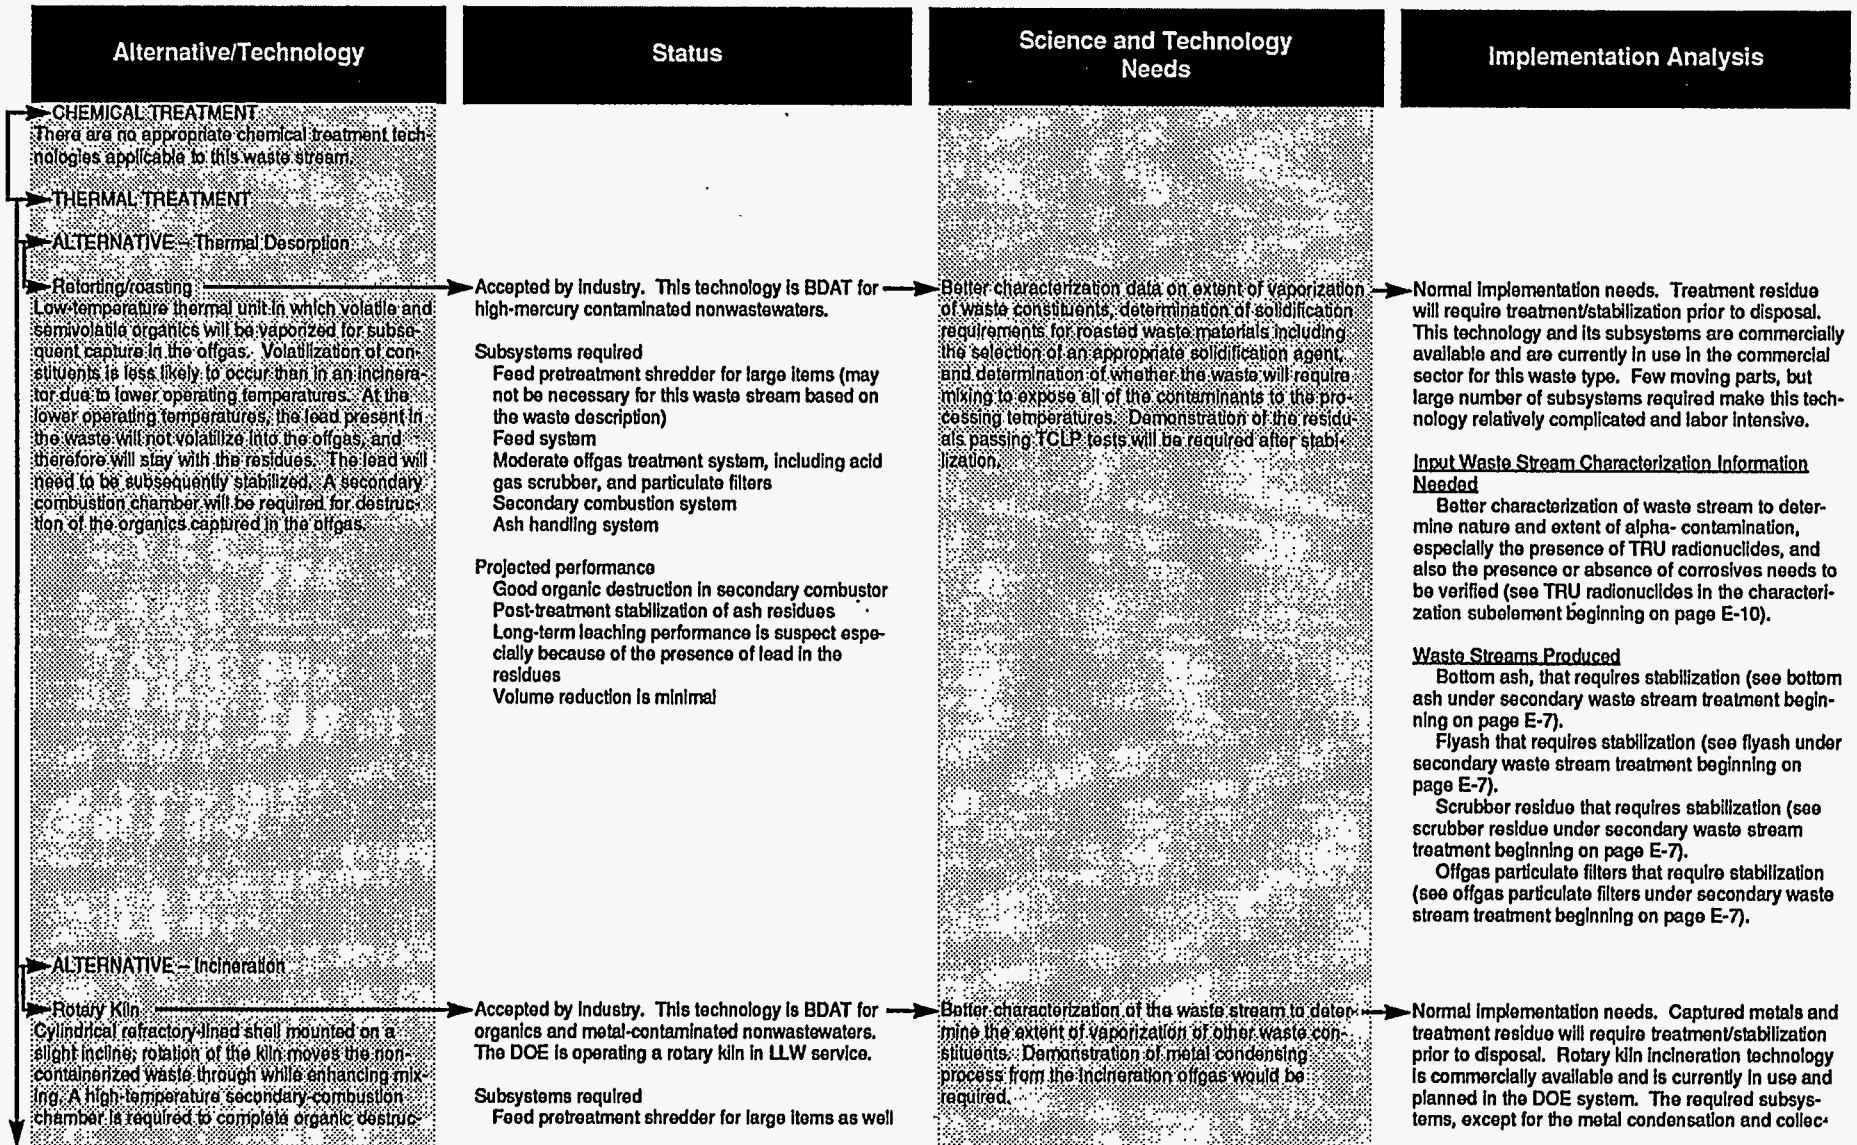 Alternative/Technology
Status
Science and Technology
Needs
Implementation Analysis
CHEMICAL TREATMENT
There are no appropriate chemical treatment tech-
nologies applicable to this waste stream.
THERMAL TREATMENT
ALTERNATIVE – Thermal Desorption
Retorting/roasting
Low-temperature thermal unit in which volatile and
semivolatile organics will be vaporized for subse-
quent capture in the offgas. Volatilization of con-
stituents is less likely to occur than in an incinera-
tor due to lower operating temperatures. At the
lower operating temperatures, the lead present in
the waste will not volatilize into the offgas, and
therefore will stay with the residues. The lead will
need to be subsequently stabilized. A secondary
combustion chamber will be required for destruc-
tion of the organics captured in the offgas.
Accepted by industry. This technology is BDAT for
high-mercury contaminated nonwastewaters.
Subsystems required
Feed pretreatment shredder for large items (may
not be necessary for this waste stream based on
the waste description)
Feed system
Moderate offgas treatment system, including acid
gas scrubber, and particulate filters
Secondary combustion system
Ash handling system
Projected performance
Good organic destruction in secondary combustor
Post-treatment stabilization of ash residues
Long-term leaching performance is suspect espe-
cially because of the presence of lead in the
residues
Volume reduction is minimal
Better characterization data on extent of vaporization
of waste constituents, determination of solidification
requirements for roasted waste materials including
the selection of an appropriate solidification agent,
and determination of whether the waste will require
mixing to expose all of the contaminants to the pro-
cessing temperatures. Demonstration of the residu-
als passing TCLP tests will be required after stabi-
lization.
Normal implementation needs. Treatment residue
will require treatment/stabilization prior to disposal.
This technology and its subsystems are commercially
available and are currently in use in the commercial
sector for this waste type. Few moving parts, but
large number of subsystems required make this tech-
nology relatively complicated and labor intensive.
Input Waste Stream Characterization Information
Needed
Better characterization of waste stream to deter-
mine nature and extent of alpha- contamination,
especially the presence of TRU radionuclides, and
also the presence or absence of corrosives needs to
be verified (see TRU radionuclides in the characteri-
zation subelement beginning on page E-10).
Waste Streams Produced
Bottom ash, that requires stabilization (see bottom
ash under secondary waste stream treatment begin-
ning on page E-7).
Flyash that requires stabilization (see flyash under
secondary waste stream treatment beginning on
page E-7).
Scrubber residue that requires stabilization (see
scrubber residue under secondary waste stream
treatment beginning on page E-7).
Offgas particulate filters that require stabilization
(see offgas particulate filters under secondary waste
stream treatment beginning on page E-7).
ALTERNATIVE – Incineration
Rotary Kiln
Cylindrical refractory-lined shell mounted on a
slight incline; rotation of the kiln moves the non-
containerized waste through while enhancing mix-
ing. A high-temperature secondary-combustion
chamber is required to complete organic destruc-
Accepted by industry. This technology is BDAT for
organics and metal-contaminated nonwastewaters.
The DOE is operating a rotary kiln in LLW service.
Subsystems required
Feed pretreatment shredder for large items as well
Better characterization of the waste stream to deter-
mine the extent of vaporization of other waste con-
stituents. Demonstration of metal condensing
process from the incineration offgas would be
required.
Normal implementation needs. Captured metals and
treatment residue will require treatment/stabilization
prior to disposal. Rotary kiln incineration technology
is commercially available and is currently in use and
planned in the DOE system. The required subsys-
tems, except for the metal condensation and collec-